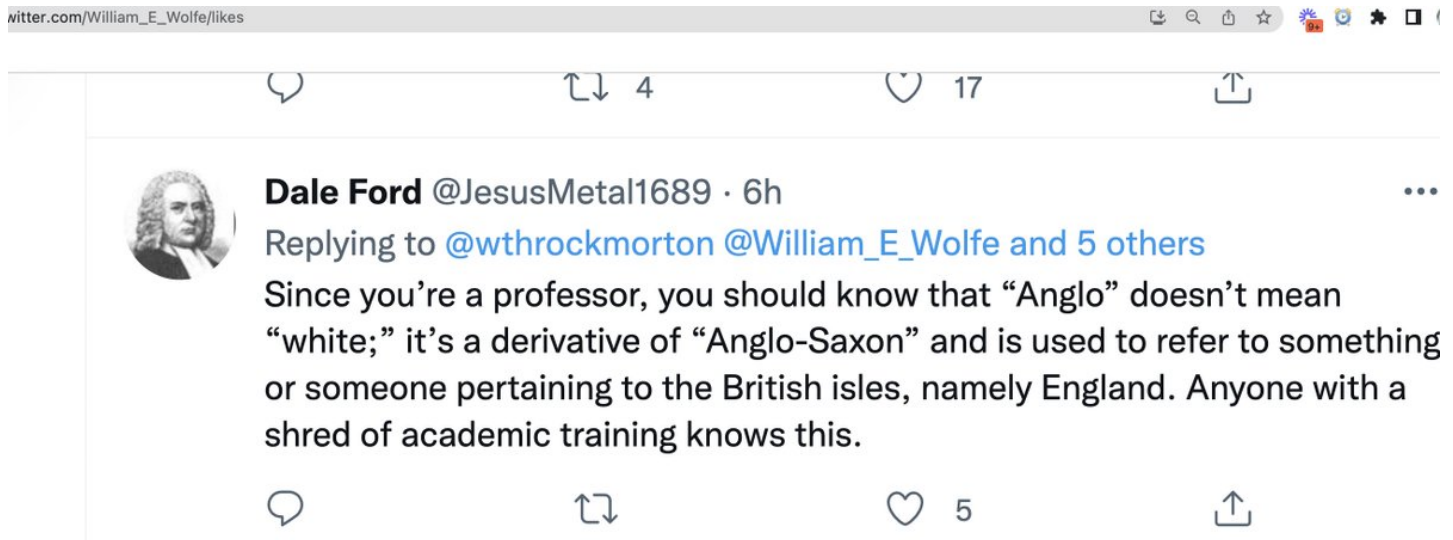 witter.com/William_E_Wolfe/likes
9+
4 17
Dale Ford @JesusMetal1689 · 6h
Replying to @wthrockmorton @William_E_Wolfe and 5 others
Since you’re a professor, you should know that “Anglo” doesn’t mean
“white;” it’s a derivative of “Anglo-Saxon” and is used to refer to something
or someone pertaining to the British isles, namely England. Anyone with a
shred of academic training knows this.
5